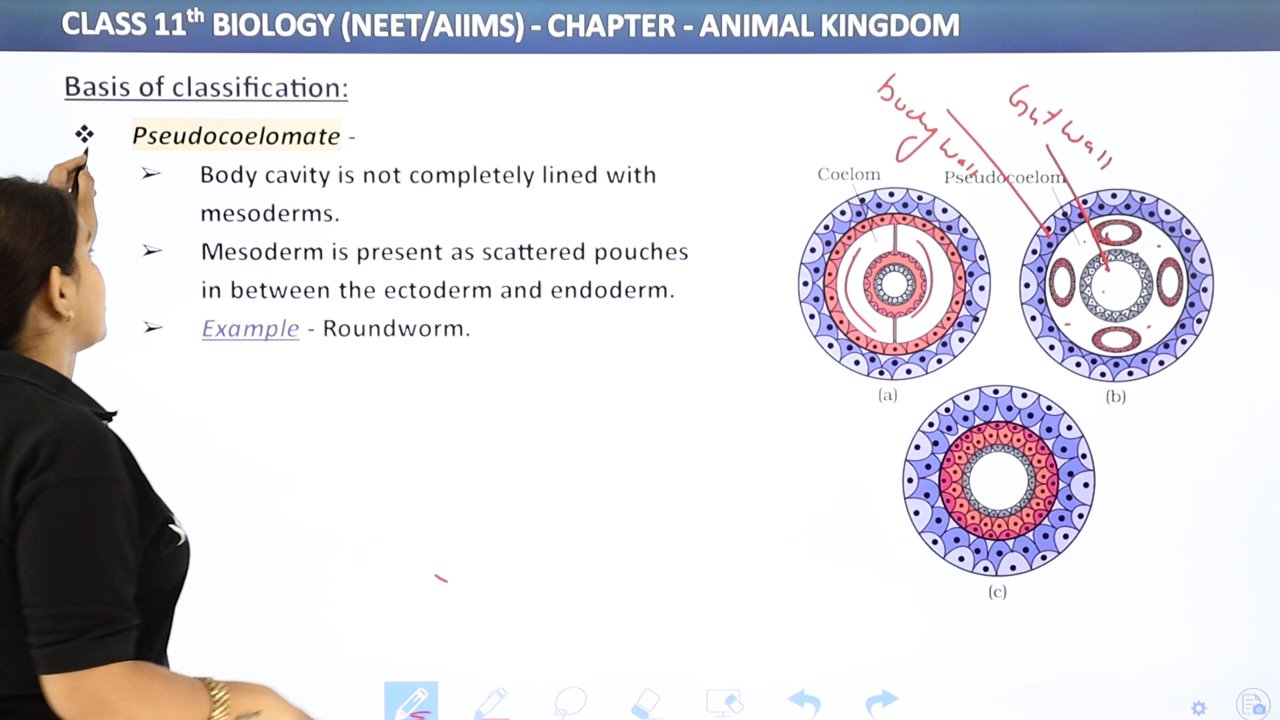 CLASS 11th BIOLOGY (NEET/AIIMS) - CHAPTER - ANIMAL KINGDOM
Basis of classification:
❖ Pseudocoelomate -
➢ Body cavity is not completely lined with
mesoderms.
➢ Mesoderm is present as scattered pouches
in between the ectoderm and endoderm.
➢ Example - Roundworm.
body wall
Gut wall
Coelom
Pseudocoelom
(a)
(b)
(c)